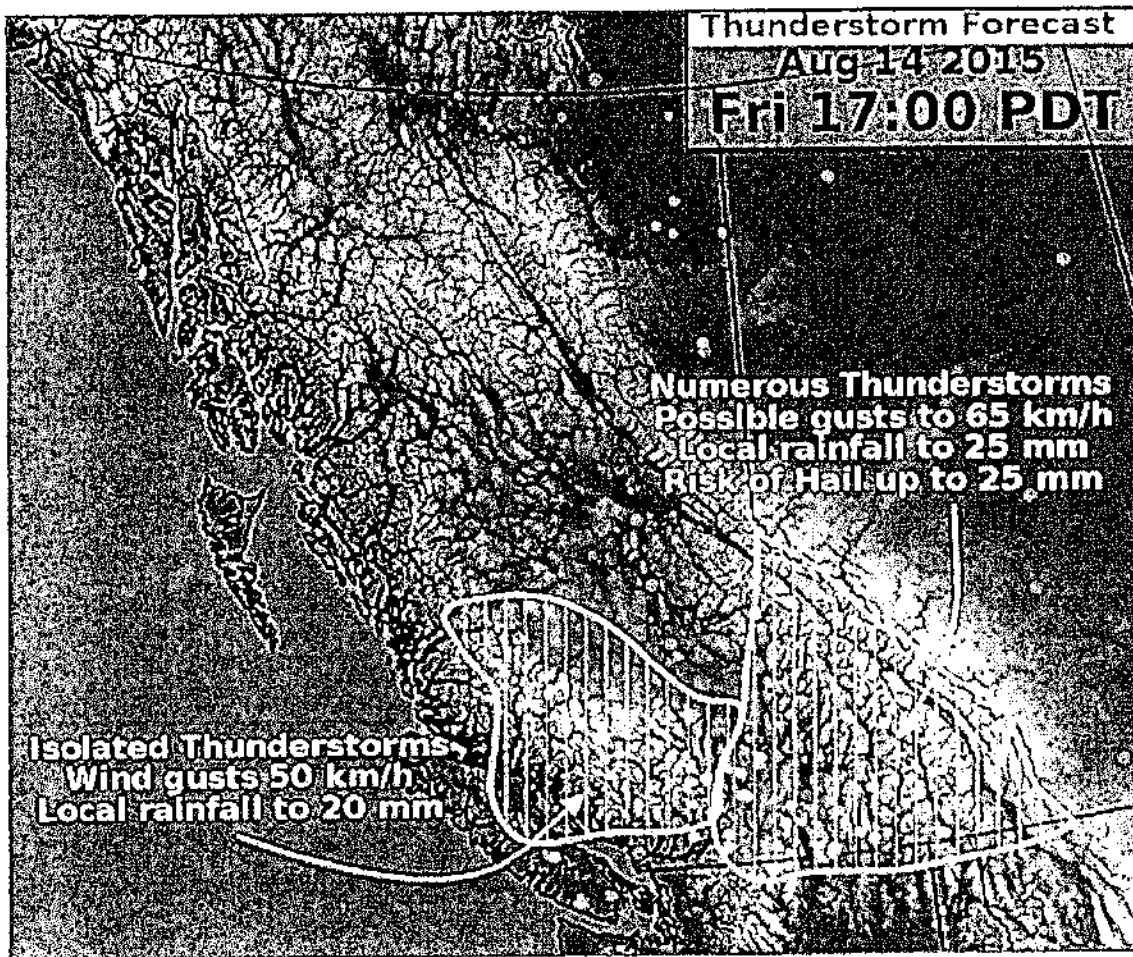 Thunderstorm Forecast
Aug 14 2015
Fri 17:00 PDT
Numerous Thunderstorms
Possible gusts to 65 km/h
Local rainfall to 25 mm
Risk of Hail up to 25 mm
Isolated Thunderstorms
Wind gusts 50 km/h
Local rainfall to 20 mm